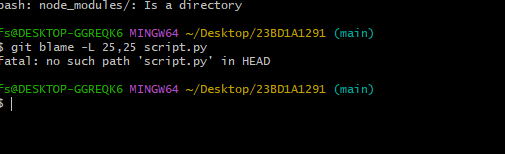 bash: node_modules/: Is a directory
fs@DESKTOP-GGREQK6 MINGW64 ~/Desktop/23BD1A1291 (main)
$ git blame -L 25,25 script.py
fatal: no such path 'script.py' in HEAD
fs@DESKTOP-GGREQK6 MINGW64 ~/Desktop/23BD1A1291 (main)
$